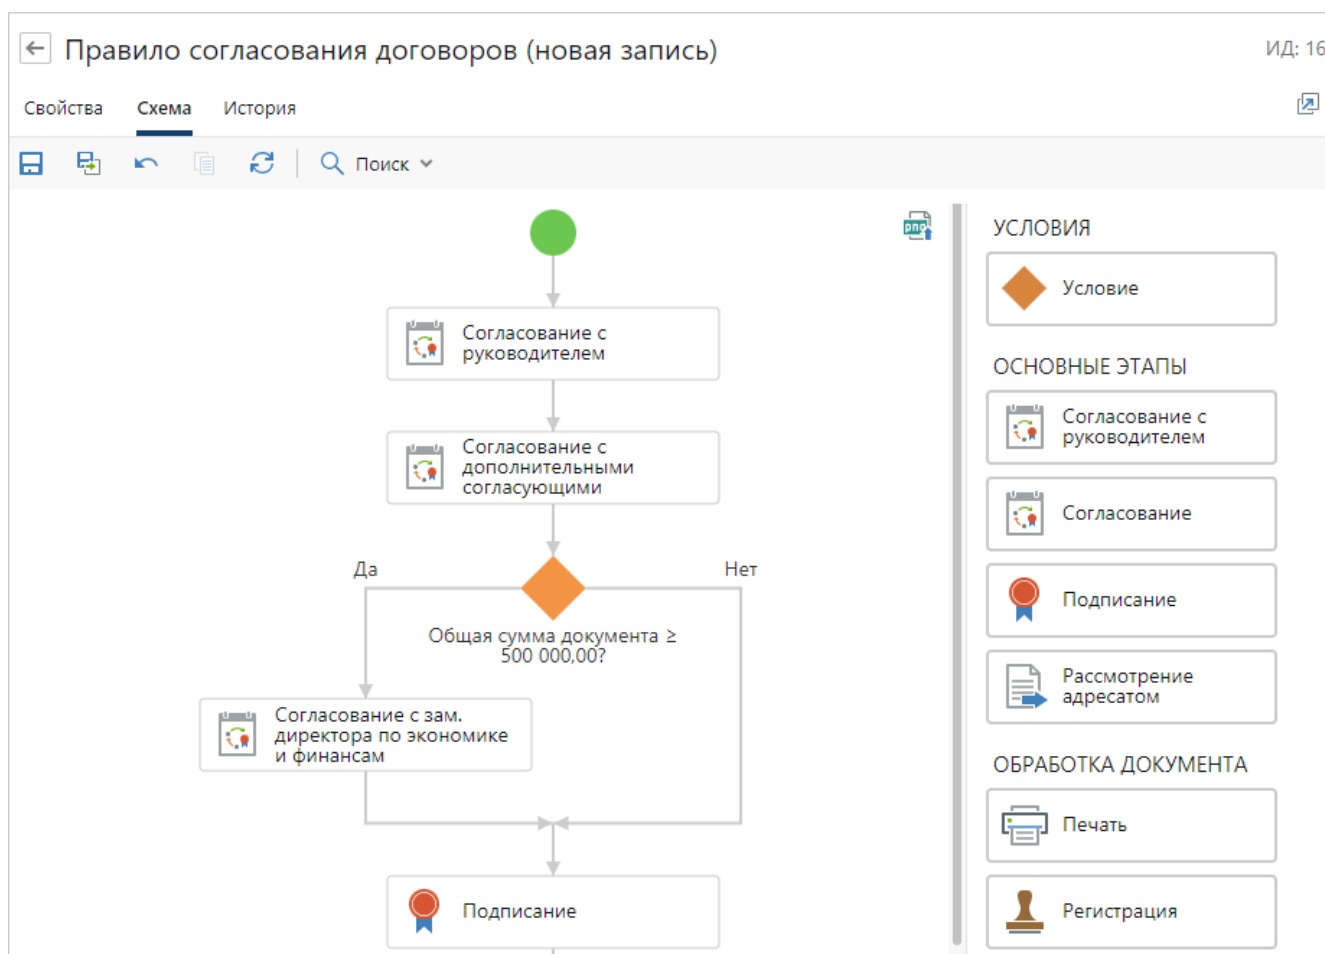 Правило согласования договоров (новая запись)
ИД: 16
Свойства
Схема
История
Поиск
png
Согласование с
руководителем
Согласование с
дополнительными
согласующими
Да
Нет
Общая сумма документа ≥
500 000,00?
Согласование с зам.
директора по экономике
и финансам
Подписание
УСЛОВИЯ
Условие
ОСНОВНЫЕ ЭТАПЫ
Согласование с
руководителем
Согласование
Подписание
Рассмотрение
адресатом
ОБРАБОТКА ДОКУМЕНТА
Печать
Регистрация